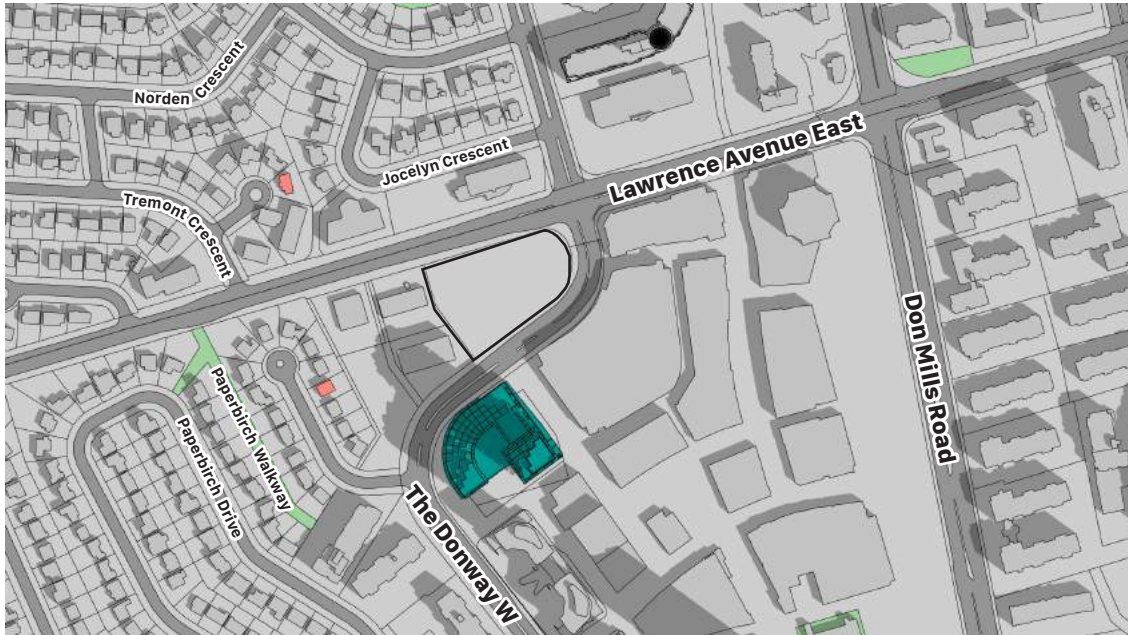 Norden Crescent
Jocelyn Crescent
Lawrence Avenue East
Tremont Crescent
Paperbirch Walkway
Paperbirch Drive
The Donway W
Don Mills Road